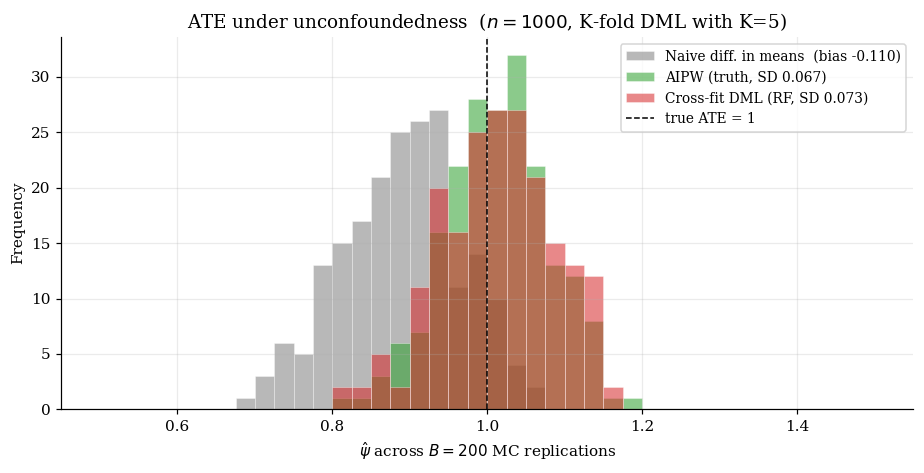 ATE under unconfoundedness  (n = 1000, K-fold DML with K=5)
Naive diff. in means  (bias -0.110)
AIPW (truth, SD 0.067)
Cross-fit DML (RF, SD 0.073)
true ATE = 1
Frequency
30
25
20
15
10
5
0
0.6 0.8 1.0 1.2 1.4
ψ̂ across B = 200 MC replications